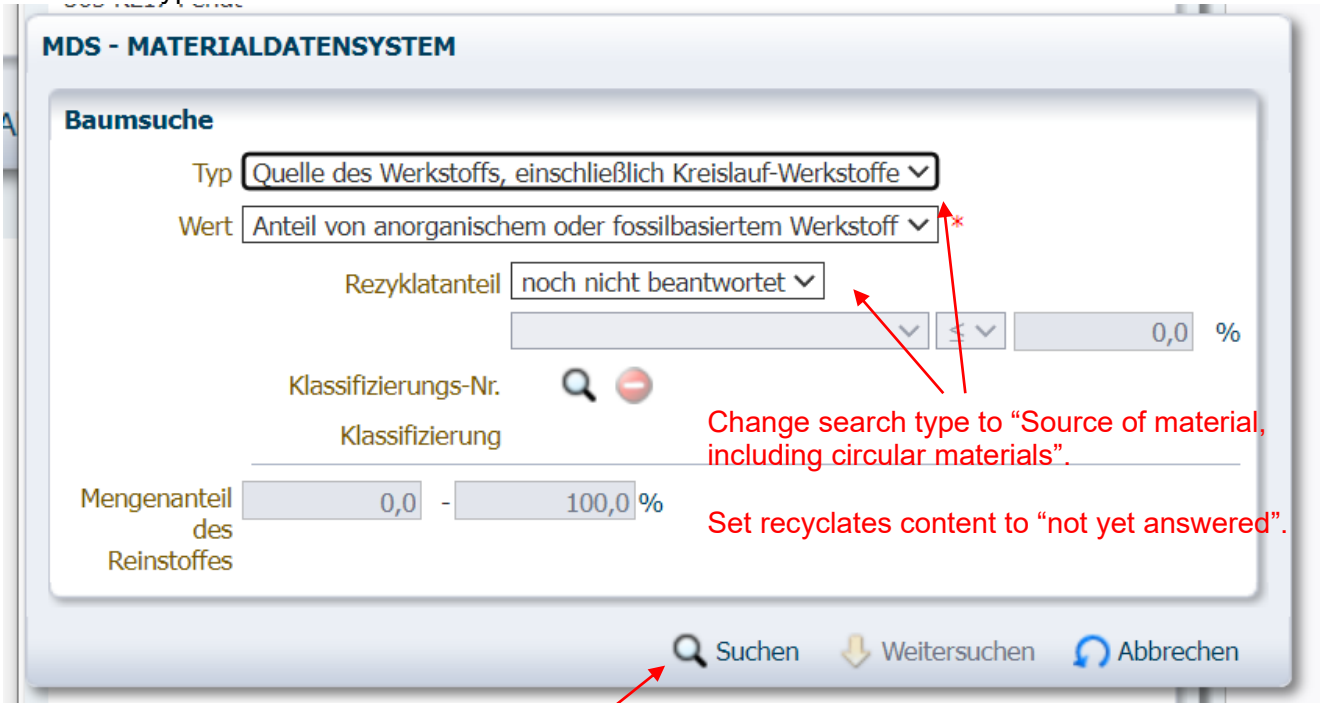 MDS - MATERIALDATENSYSTEM
Baumsuche
Typ Quelle des Werkstoffs, einschließlich Kreislauf-Werkstoffe
Wert Anteil von anorganischem oder fossilbasiertem Werkstoff *
Rezyklatanteil noch nicht beantwortet
≤ 0,0 %
Klassifizierungs-Nr.
Klassifizierung
Change search type to “Source of material,
including circular materials”.
Mengenanteil
des
Reinstoffes
0,0 - 100,0 %
Set recyclates content to “not yet answered”.
Suchen Weitersuchen Abbrechen